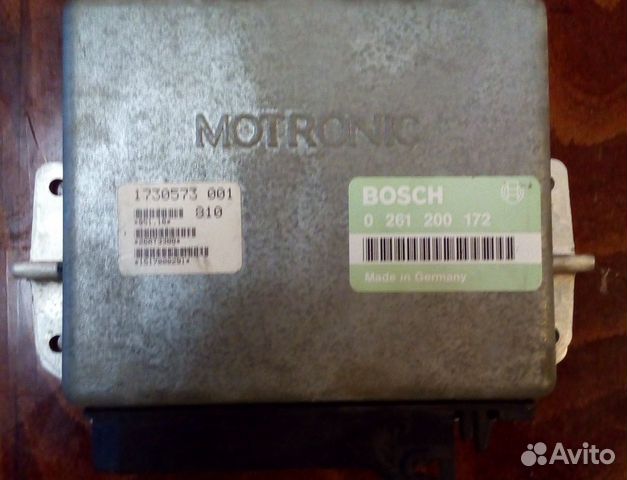 MOTRONIC
1730573 001
810
BOSCH
0 261 200 172
Made in Germany
Avito